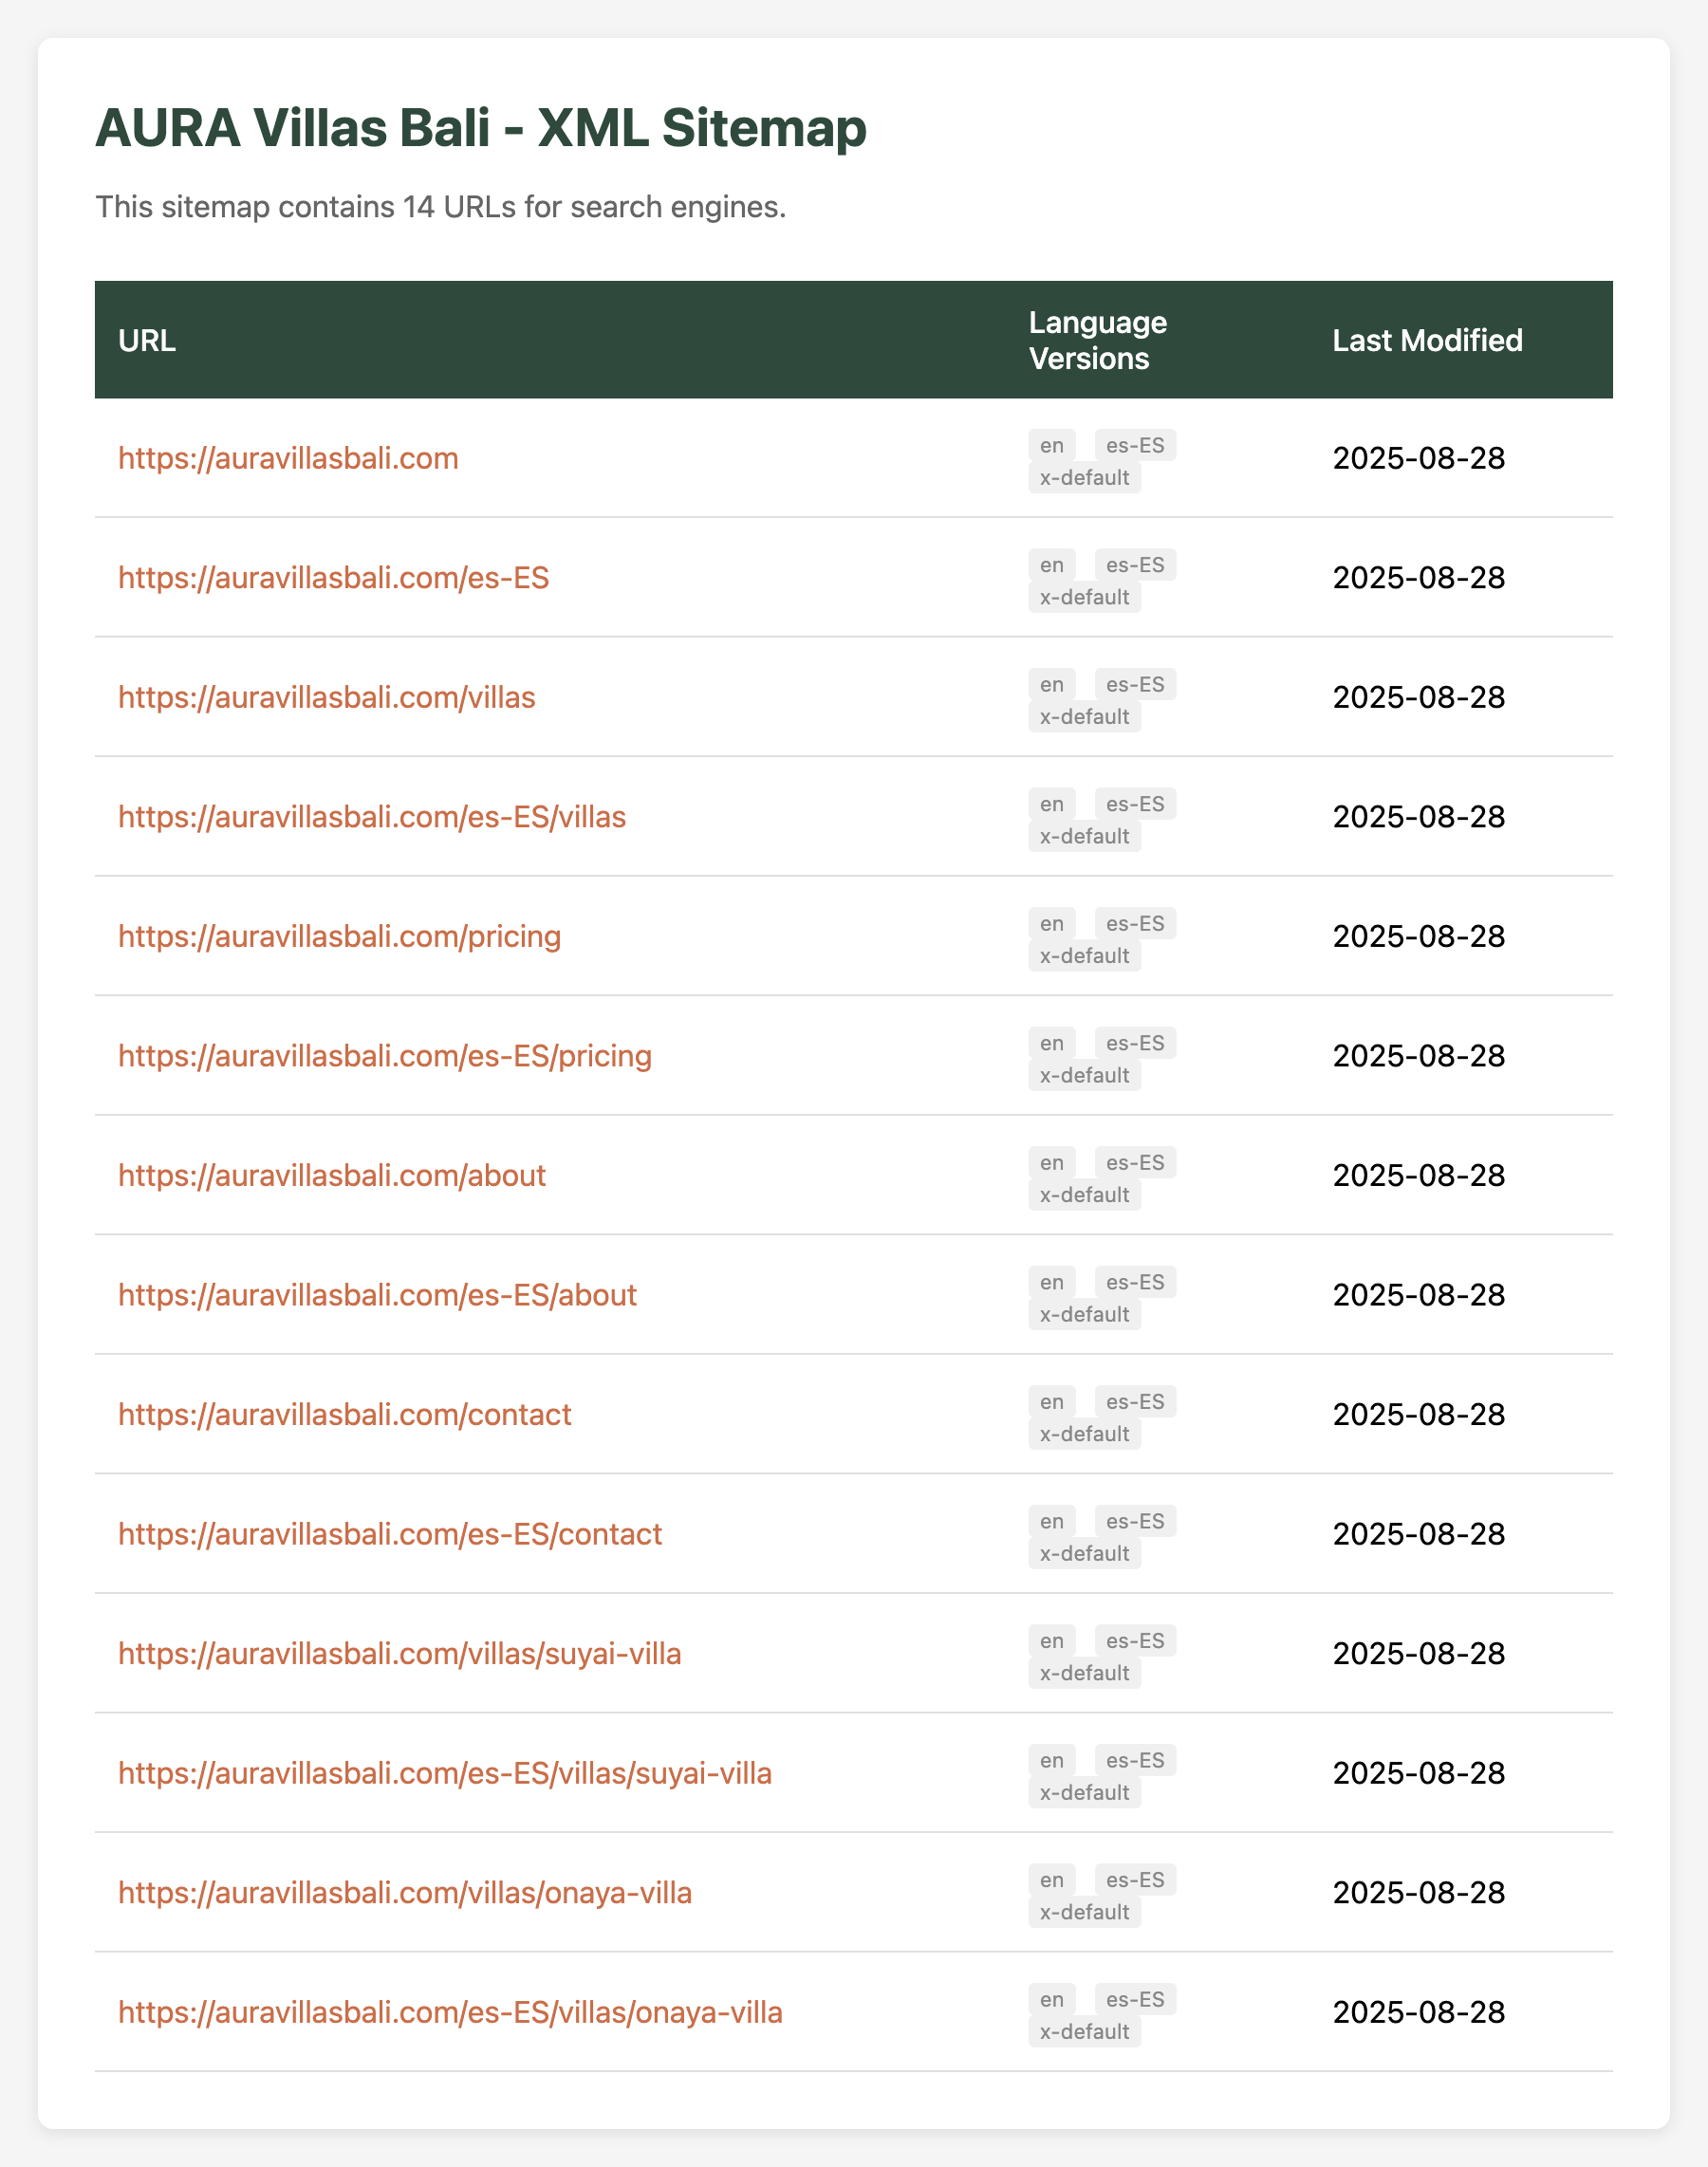 AURA Villas Bali - XML Sitemap
This sitemap contains 14 URLs for search engines.
URL
Language
Versions
Last Modified
https://auravillasbali.com
en es-ES
x-default
2025-08-28
https://auravillasbali.com/es-ES
en es-ES
x-default
2025-08-28
https://auravillasbali.com/villas
en es-ES
x-default
2025-08-28
https://auravillasbali.com/es-ES/villas
en es-ES
x-default
2025-08-28
https://auravillasbali.com/pricing
en es-ES
x-default
2025-08-28
https://auravillasbali.com/es-ES/pricing
en es-ES
x-default
2025-08-28
https://auravillasbali.com/about
en es-ES
x-default
2025-08-28
https://auravillasbali.com/es-ES/about
en es-ES
x-default
2025-08-28
https://auravillasbali.com/contact
en es-ES
x-default
2025-08-28
https://auravillasbali.com/es-ES/contact
en es-ES
x-default
2025-08-28
https://auravillasbali.com/villas/suyai-villa
en es-ES
x-default
2025-08-28
https://auravillasbali.com/es-ES/villas/suyai-villa
en es-ES
x-default
2025-08-28
https://auravillasbali.com/villas/onaya-villa
en es-ES
x-default
2025-08-28
https://auravillasbali.com/es-ES/villas/onaya-villa
en es-ES
x-default
2025-08-28